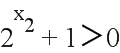 2^{x_2} + 1 > 0